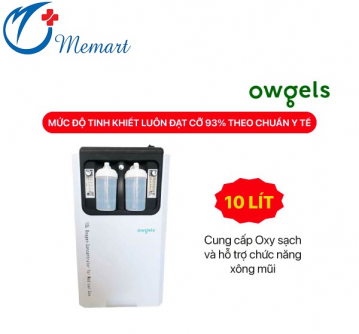 Memart
owgels
MỨC ĐỘ TINH KHIẾT LUÔN ĐẠT CỠ 93% THEO CHUẨN Y TẾ
owgels
10 LÍT
Cung cấp Oxy sạch
và hỗ trợ chức năng
xông mũi